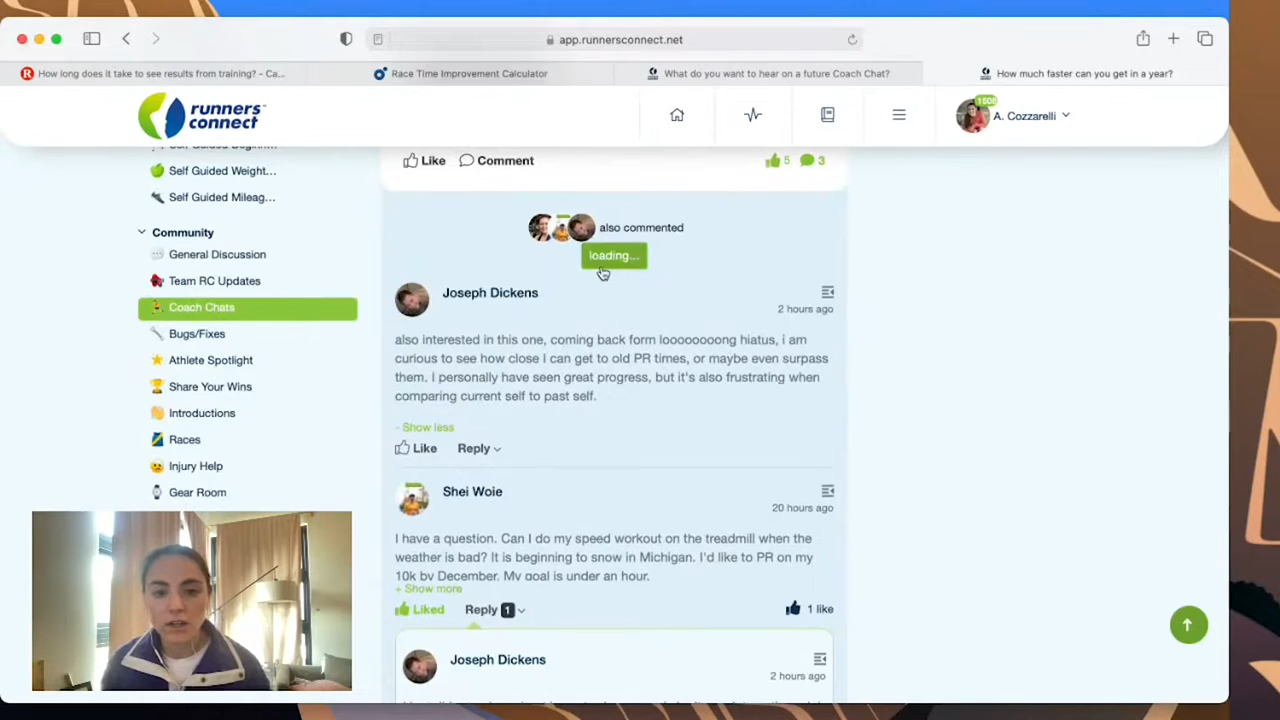 app.runnersconnect.net
How long does it take to see results from training? - Ca...
Race Time Improvement Calculator
What do you want to hear on a future Coach Chat?
How much faster can you get in a year?
runners connect
1508
A. Cozzarelli
Self Guided Beginn...
Self Guided Weight...
Self Guided Mileag...
Community
General Discussion
Team RC Updates
Coach Chats
Bugs/Fixes
Athlete Spotlight
Share Your Wins
Introductions
Races
Injury Help
Gear Room
Like Comment 5 3
also commented
loading...
Joseph Dickens
2 hours ago
also interested in this one, coming back form looooooong hiatus, i am
curious to see how close I can get to old PR times, or maybe even surpass
them. I personally have seen great progress, but it's also frustrating when
comparing current self to past self.
- Show less
Like Reply
Shei Woie
20 hours ago
I have a question. Can I do my speed workout on the treadmill when the
weather is bad? It is beginning to snow in Michigan. I'd like to PR on my
10k by December. My goal is under an hour.
+ Show more
Liked Reply 1 1 like
Joseph Dickens
2 hours ago